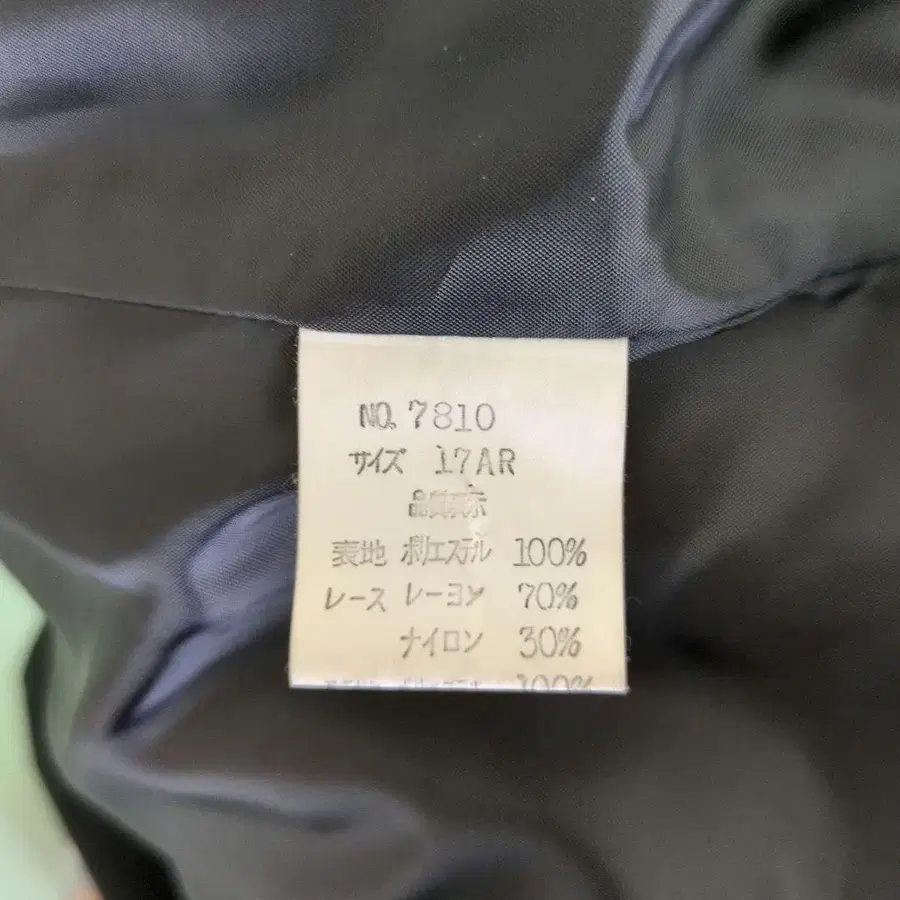 NO. 7810
サイズ 17AR
品質表示
表地 ポリエステル 100%
レース レーヨン 70%
ナイロン 30%
100%